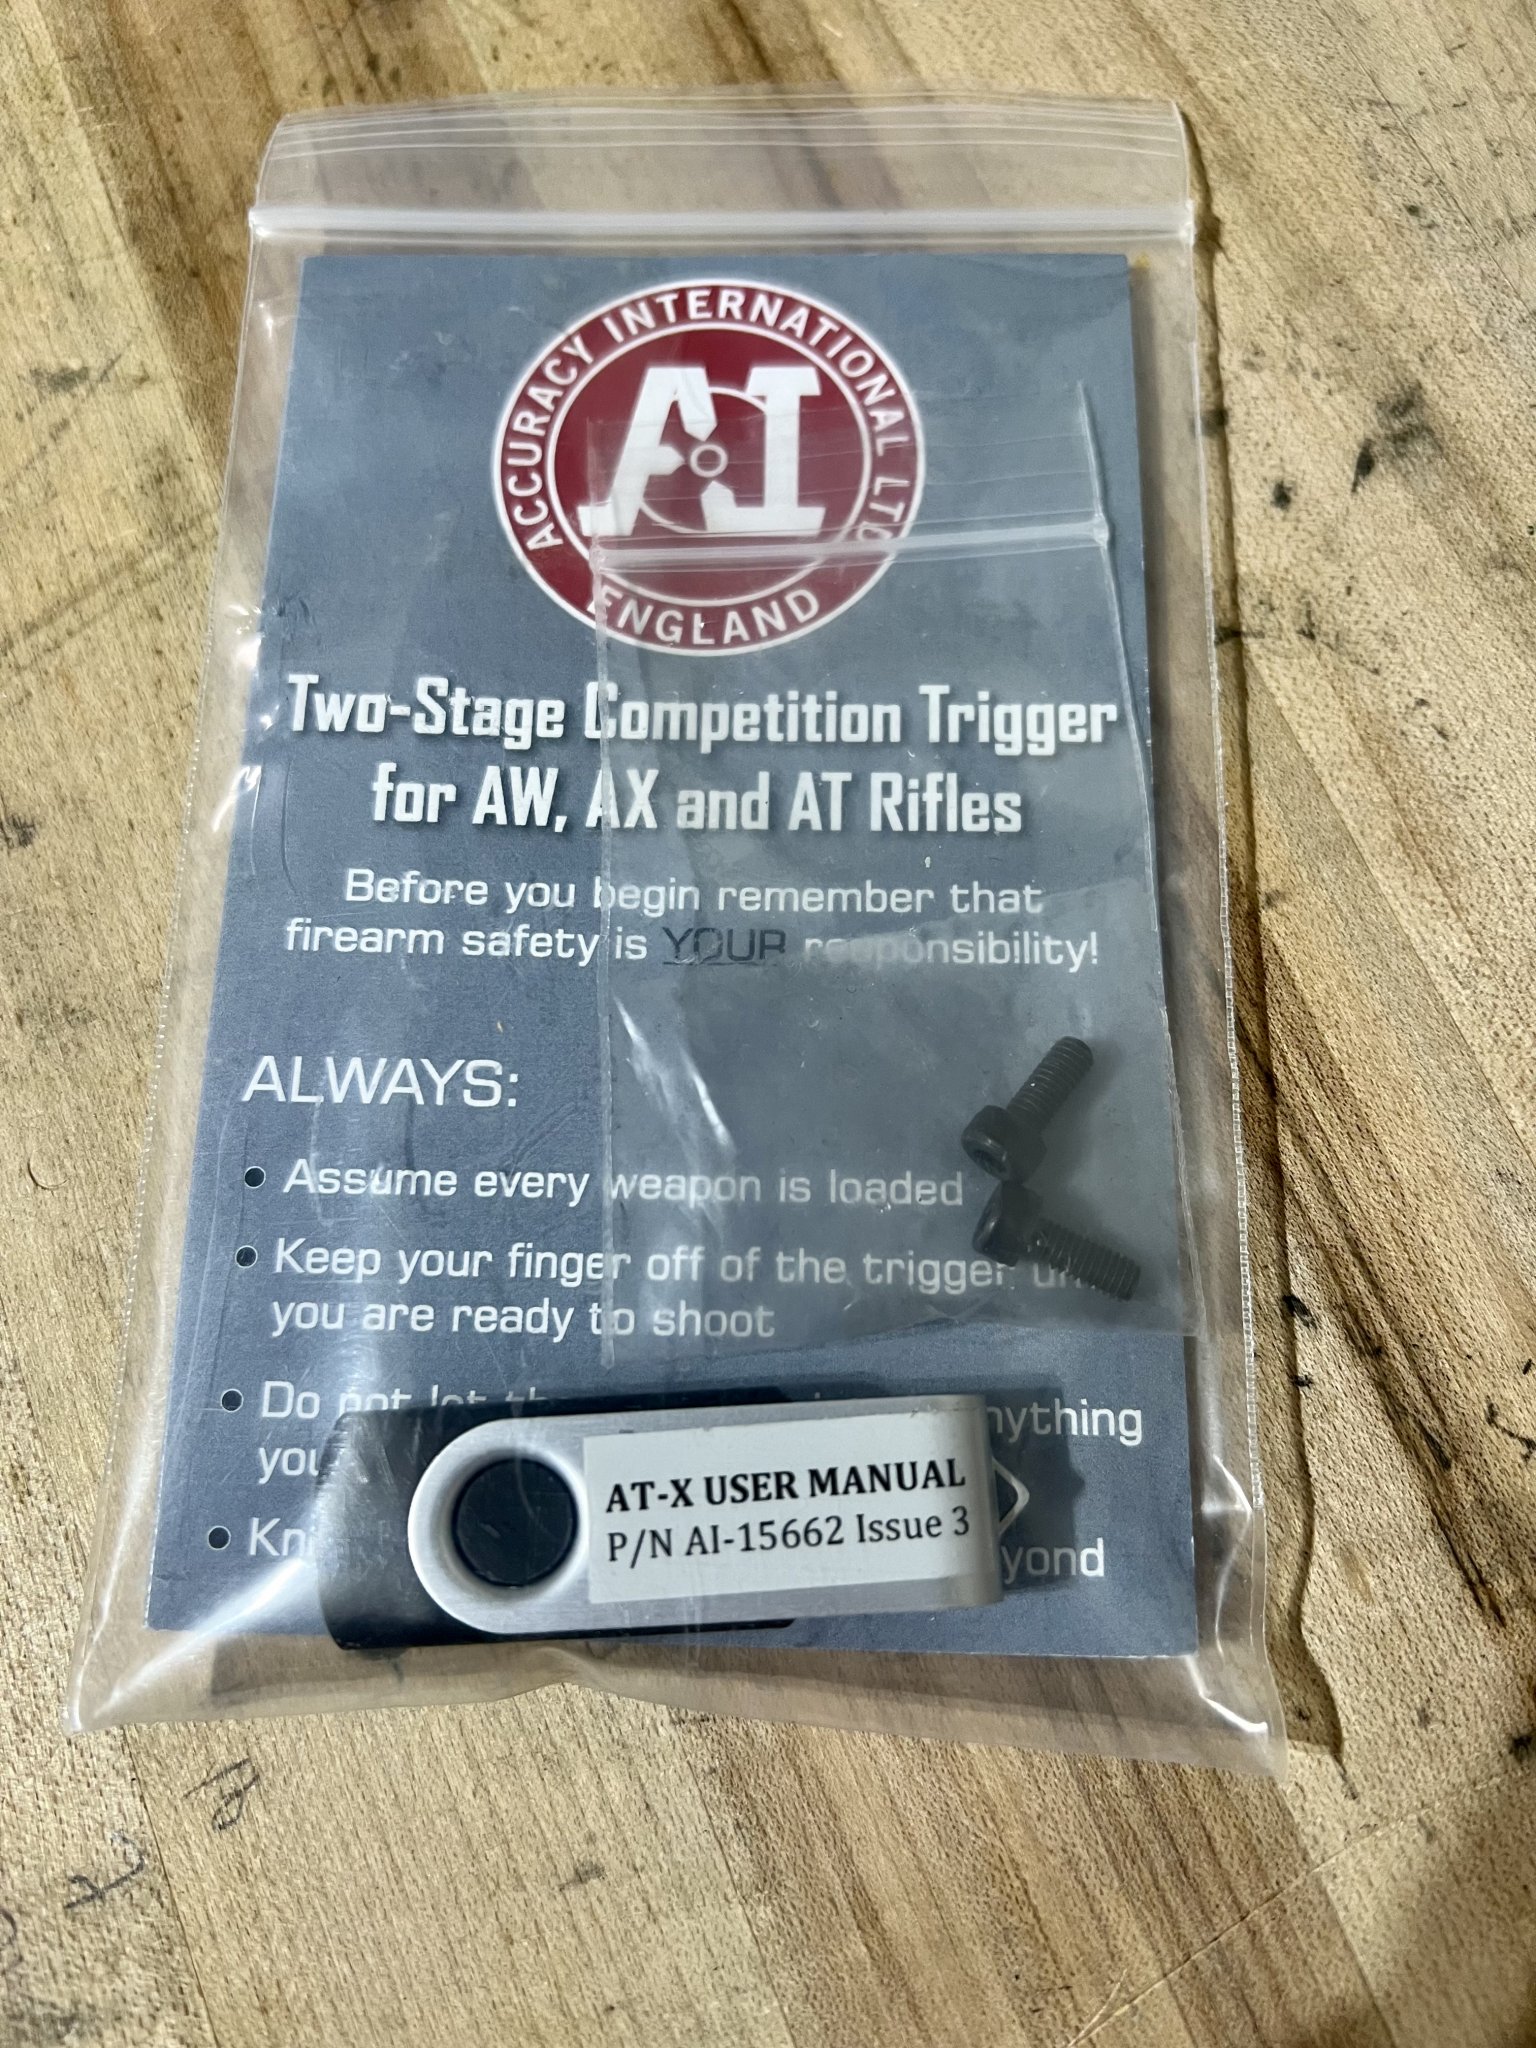 ACCURACY INTERNATIONAL LTD
AI
ENGLAND
Two-Stage Competition Trigger
for AW, AX and AT Rifles
Before you begin remember that
firearm safety is YOUR responsibility!
ALWAYS:
• Assume every weapon is loaded
• Keep your finger off of the trigger
you are ready to shoot
• Do not let
you
AT-X USER MANUAL
P/N AI-15662 Issue 3